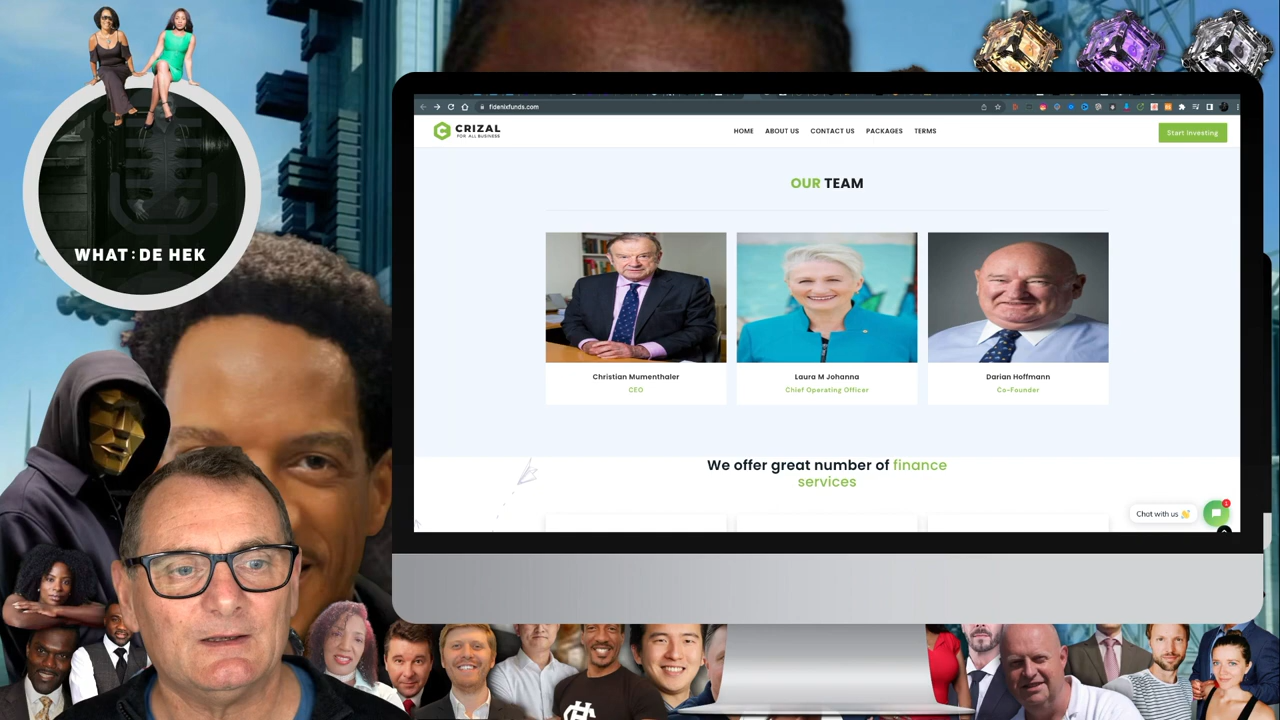 WHAT:DE HEK
fidenixfunds.com
CRIZAL
FOR ALL BUSINESS
HOME ABOUT US CONTACT US PACKAGES TERMS
Start Investing
OUR TEAM
Christian Mumenthaler
CEO
Laura M Johanna
Chief Operating Officer
Darian Hoffmann
Co-Founder
We offer great number of finance
services
Chat with us 👋
1